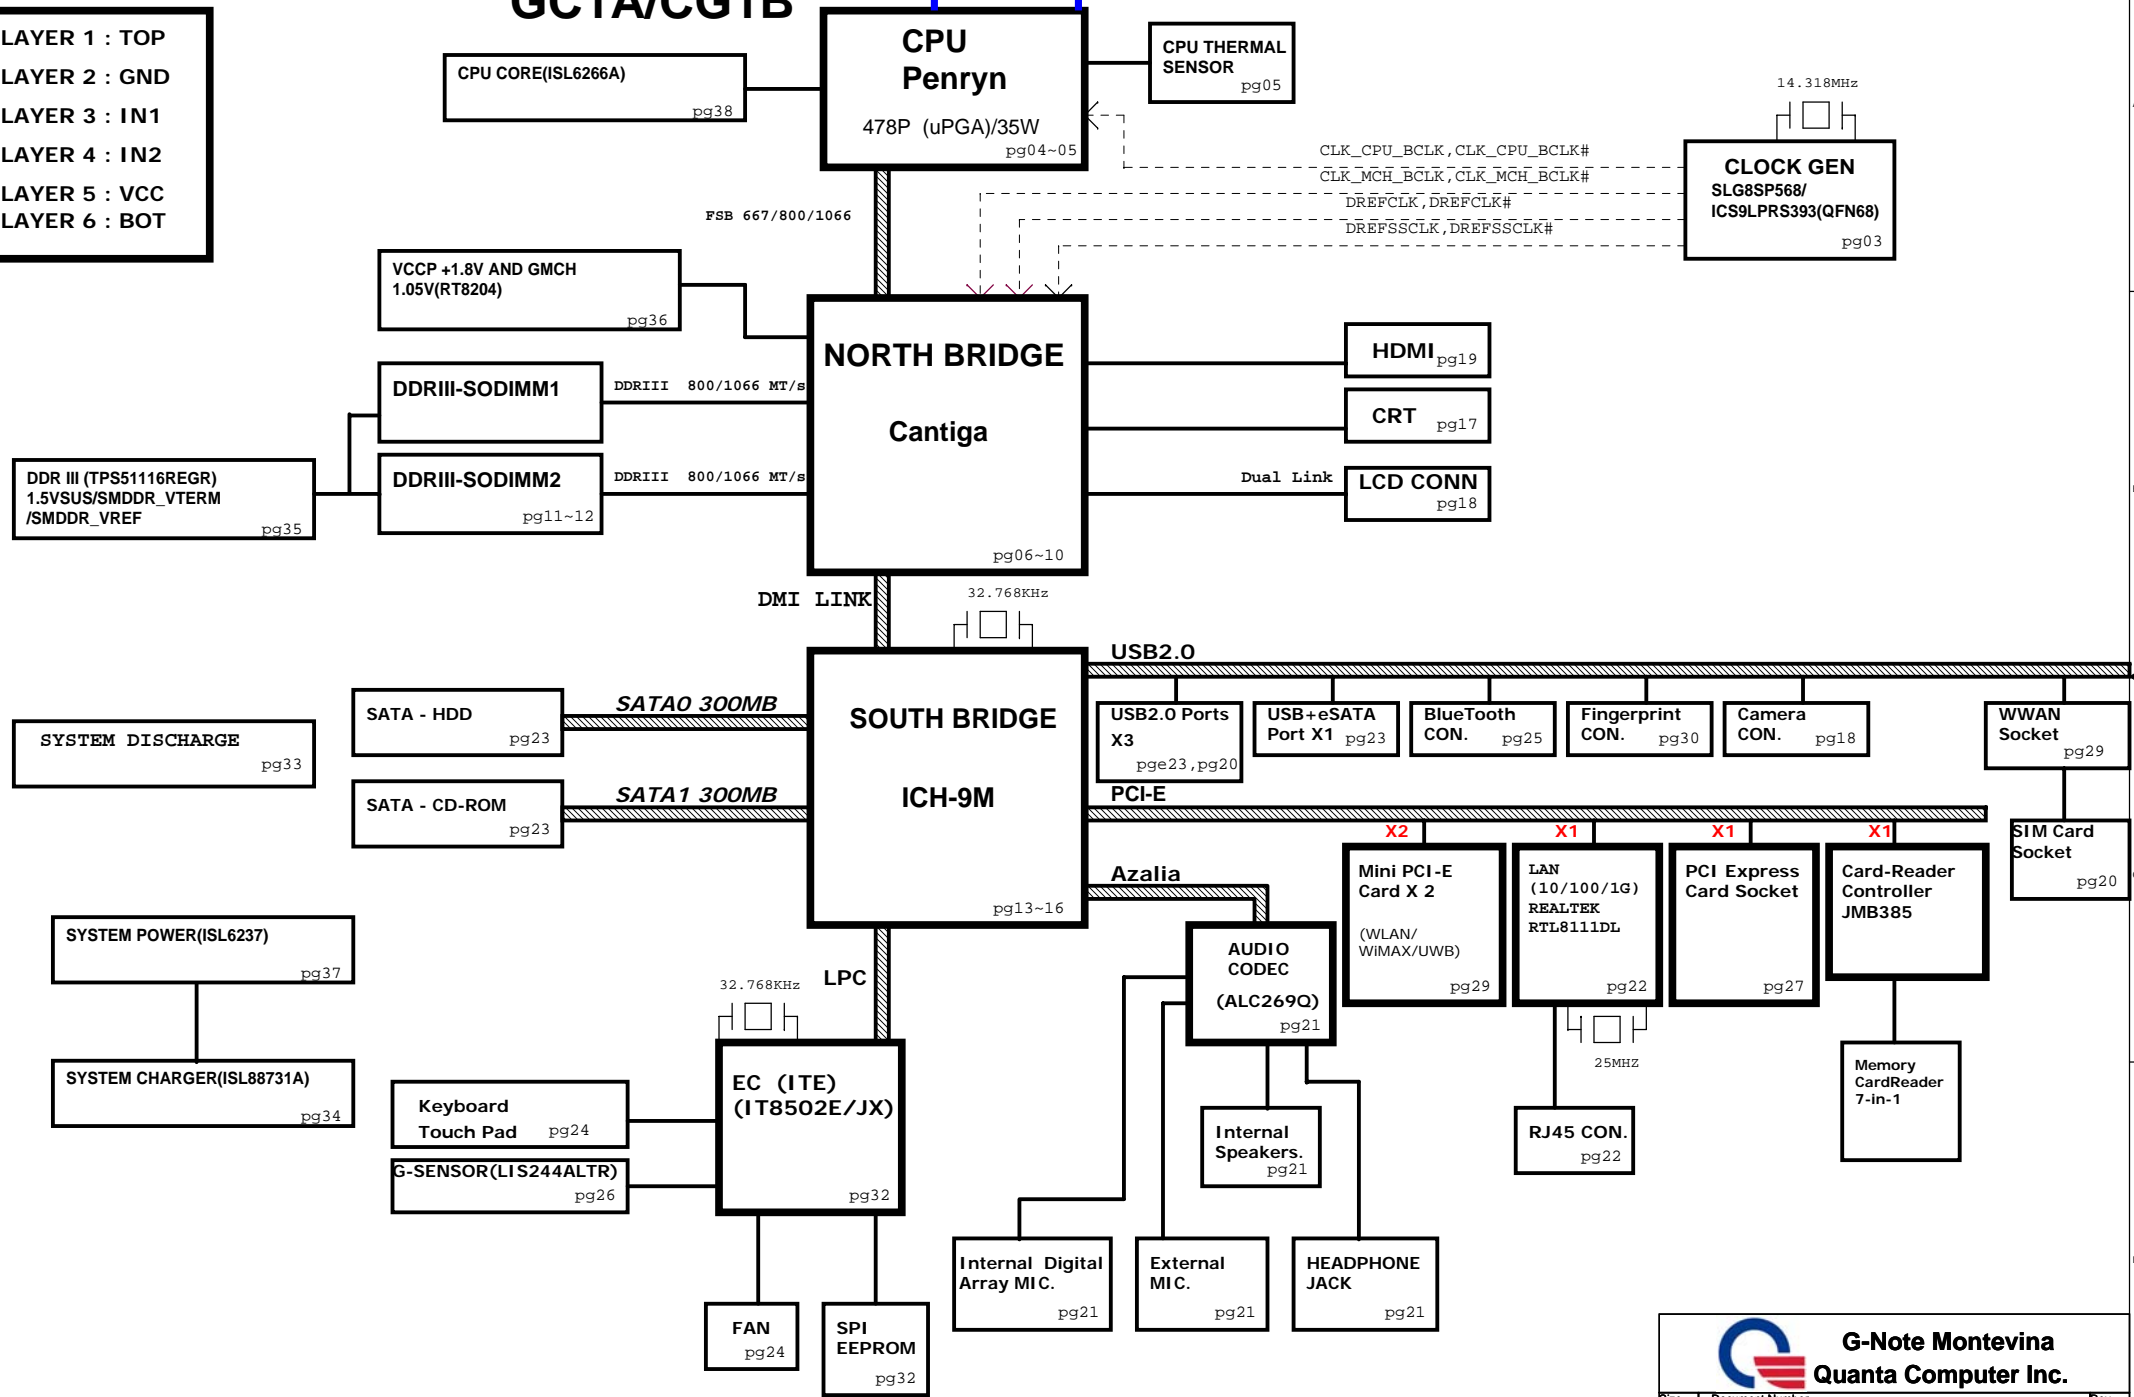 GC1A/CG1B
LAYER 1 : TOP
LAYER 2 : GND
LAYER 3 : IN1
LAYER 4 : IN2
LAYER 5 : VCC
LAYER 6 : BOT
CPU CORE(ISL6266A)
pg38
CPU
Penryn
478P (uPGA)/35W
pg04~05
CPU THERMAL
SENSOR
pg05
14.318MHz
CLOCK GEN
SLG8SP568/
ICS9LPRS393(QFN68)
pg03
CLK_CPU_BCLK,CLK_CPU_BCLK#
CLK_MCH_BCLK,CLK_MCH_BCLK#
DREFCLK,DREFCLK#
DREFSSCLK,DREFSSCLK#
FSB 667/800/1066
VCCP +1.8V AND GMCH
1.05V(RT8204)
pg36
NORTH BRIDGE
Cantiga
pg06~10
HDMI pg19
CRT pg17
Dual Link
LCD CONN
pg18
DDRIII-SODIMM1
DDRIII 800/1066 MT/s
DDRIII-SODIMM2
pg11~12
DDRIII 800/1066 MT/s
DDR III (TPS51116REGR)
1.5VSUS/SMDDR_VTERM
/SMDDR_VREF
pg35
DMI LINK
32.768KHz
SOUTH BRIDGE
ICH-9M
pg13~16
SATA - HDD
pg23
SATA0 300MB
SATA - CD-ROM
pg23
SATA1 300MB
SYSTEM DISCHARGE
pg33
USB2.0
USB2.0 Ports
X3
pge23,pg20
USB+eSATA
Port X1 pg23
BlueTooth
CON. pg25
Fingerprint
CON. pg30
Camera
CON. pg18
WWAN
Socket
pg29
SIM Card
Socket
pg20
PCI-E
X2
X1
X1
X1
Mini PCI-E
Card X 2
(WLAN/
WiMAX/UWB)
pg29
LAN
(10/100/1G)
REALTEK
RTL8111DL
pg22
PCI Express
Card Socket
pg27
Card-Reader
Controller
JMB385
25MHZ
RJ45 CON.
pg22
Memory
CardReader
7-in-1
Azalia
AUDIO
CODEC
(ALC269Q)
pg21
Internal
Speakers.
pg21
Internal Digital
Array MIC.
pg21
External
MIC.
pg21
HEADPHONE
JACK
pg21
SYSTEM POWER(ISL6237)
pg37
SYSTEM CHARGER(ISL88731A)
pg34
LPC
32.768KHz
EC (ITE)
(IT8502E/JX)
pg32
Keyboard
Touch Pad pg24
G-SENSOR(LIS244ALTR)
pg26
FAN
pg24
SPI
EEPROM
pg32
G-Note Montevina
Quanta Computer Inc.